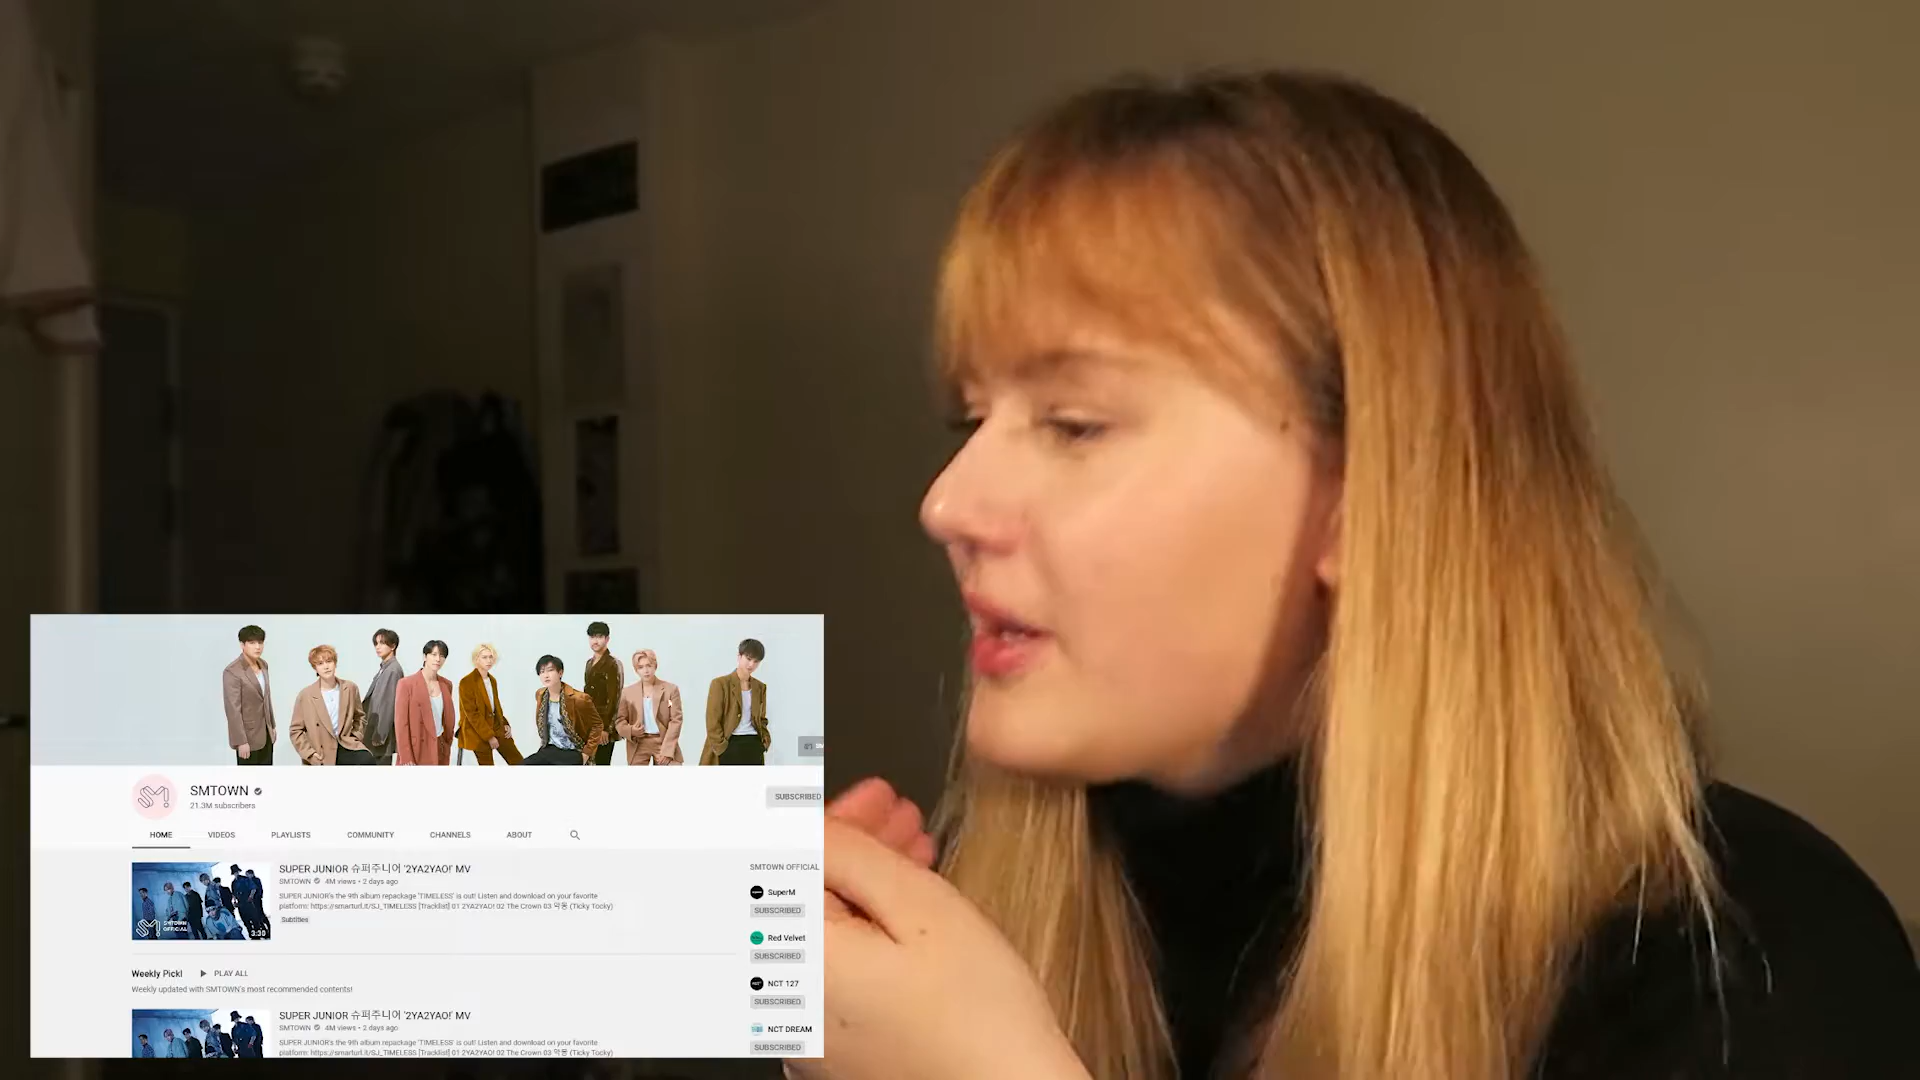 SMTOWN
21.3M subscribers
SUBSCRIBED
HOME VIDEOS PLAYLISTS COMMUNITY CHANNELS ABOUT
SUPER JUNIOR 슈퍼주니어 '2YA2YAO!' MV
SMTOWN 4M views • 2 days ago
SUPER JUNIOR's the 9th album repackage 'TIMELESS' is out! Listen and download on your favorite
platform: https://smarturl.it/SJ_TIMELESS [Tracklist] 01 2YA2YAO! 02 The Crown 03 악몽 (Ticky Tocky)
Subtitles
SMTOWN
OFFICIAL
3:30
Weekly Pick! PLAY ALL
Weekly updated with SMTOWN's most recommended contents!
SUPER JUNIOR 슈퍼주니어 '2YA2YAO!' MV
SMTOWN 4M views • 2 days ago
SUPER JUNIOR's the 9th album repackage 'TIMELESS' is out! Listen and download on your favorite
platform: https://smarturl.it/SJ_TIMELESS [Tracklist] 01 2YA2YAO! 02 The Crown 03 악몽 (Ticky Tocky)
SMTOWN OFFICIAL
SuperM
SUBSCRIBED
Red Velvet
SUBSCRIBED
NCT 127
SUBSCRIBED
NCT DREAM
SUBSCRIBED